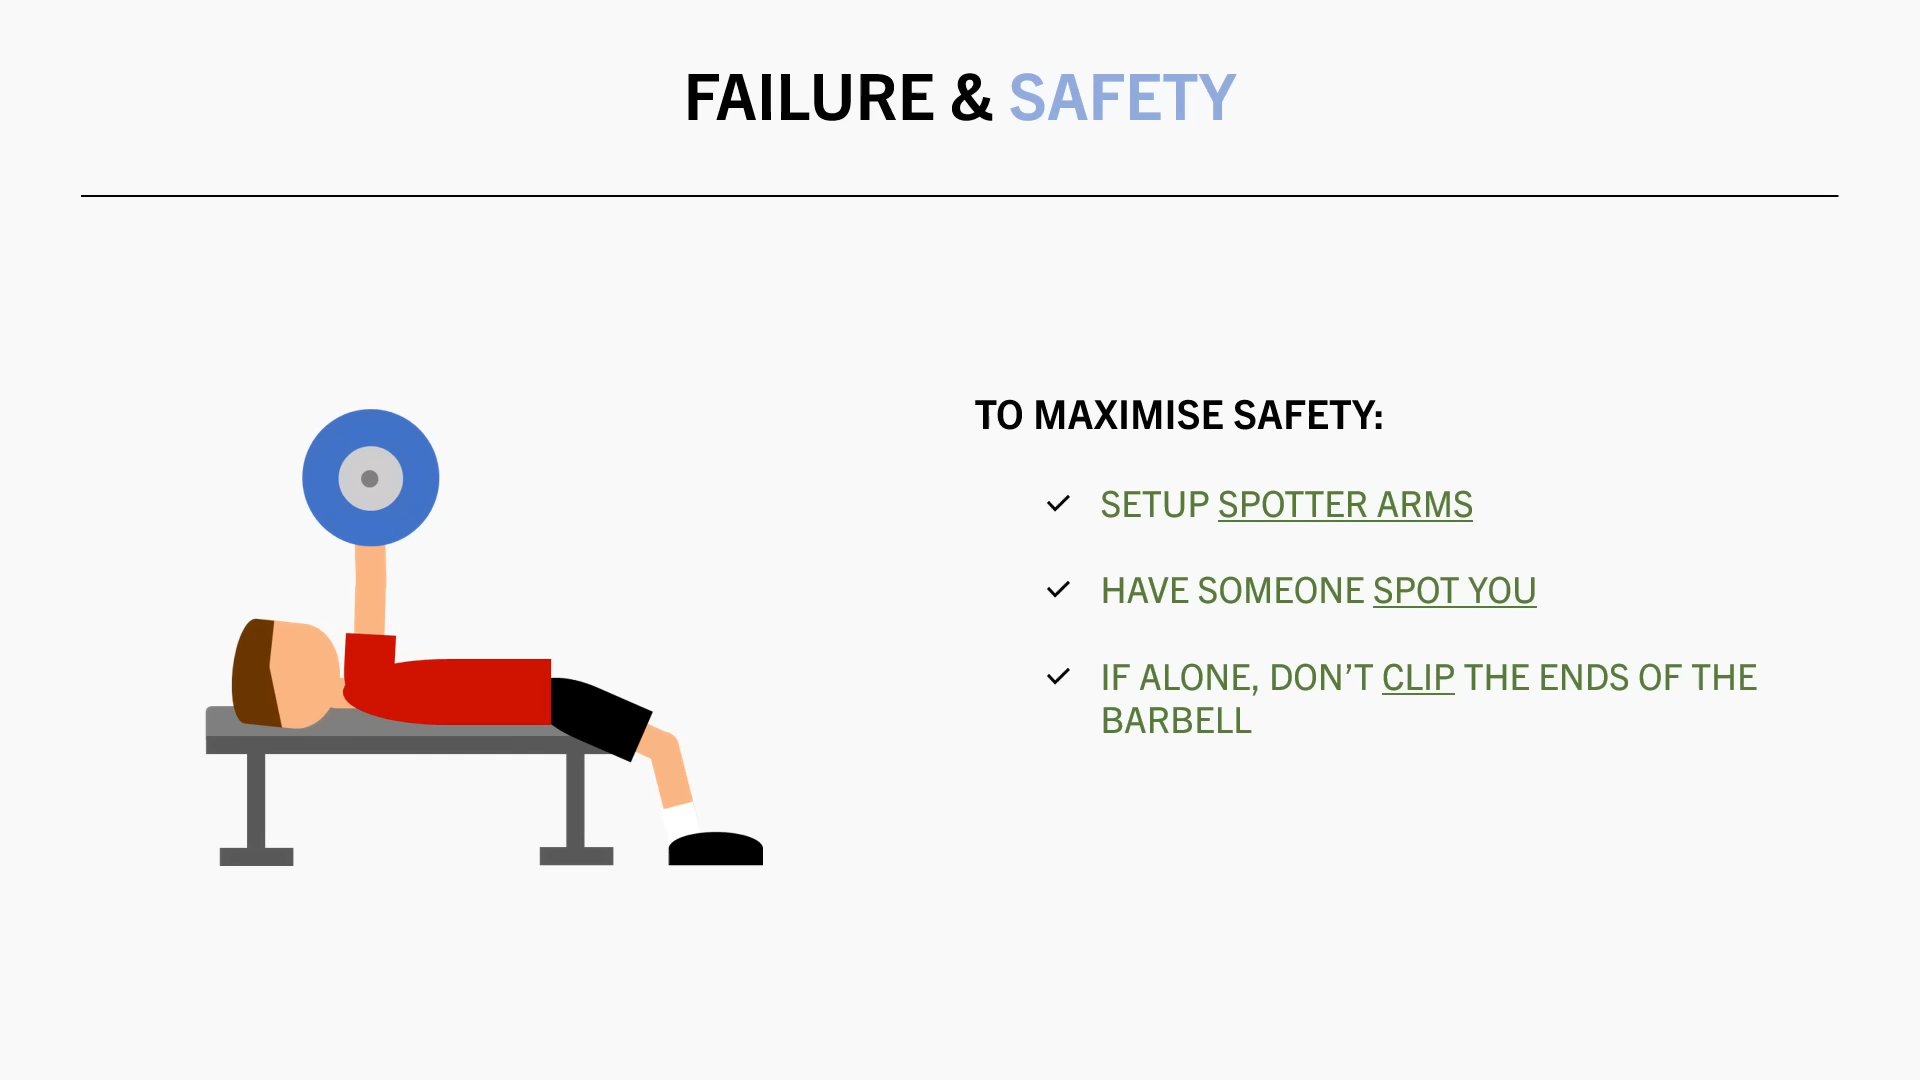 FAILURE & SAFETY
TO MAXIMISE SAFETY:
SETUP SPOTTER ARMS
HAVE SOMEONE SPOT YOU
IF ALONE, DON’T CLIP THE ENDS OF THE
BARBELL